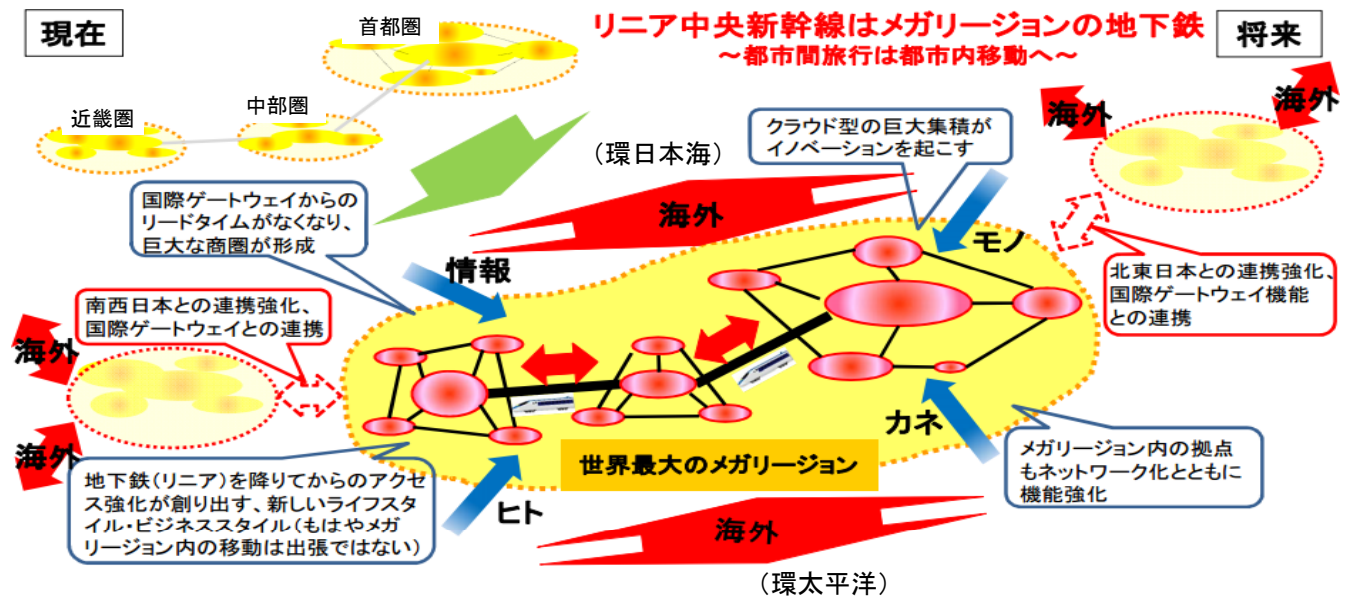 現在
首都圏
近畿圏
中部圏
リニア中央新幹線はメガリージョンの地下鉄
～都市間旅行は都市内移動へ～
将来
海外
海外
クラウド型の巨大集積が
イノベーションを起こす
（環日本海）
海外
国際ゲートウェイからの
リードタイムがなくなり、
巨大な商圏が形成
情報
モノ
北東日本との連携強化、
国際ゲートウェイ機能
との連携
南西日本との連携強化、
国際ゲートウェイとの連携
海外
海外
カネ
メガリージョン内の拠点
もネットワーク化とともに
機能強化
世界最大のメガリージョン
地下鉄（リニア）を降りてからのアクセ
ス強化が創り出す、新しいライフスタ
イル・ビジネススタイル（もはやメガ
リージョン内の移動は出張ではない）
ヒト
海外
（環太平洋）